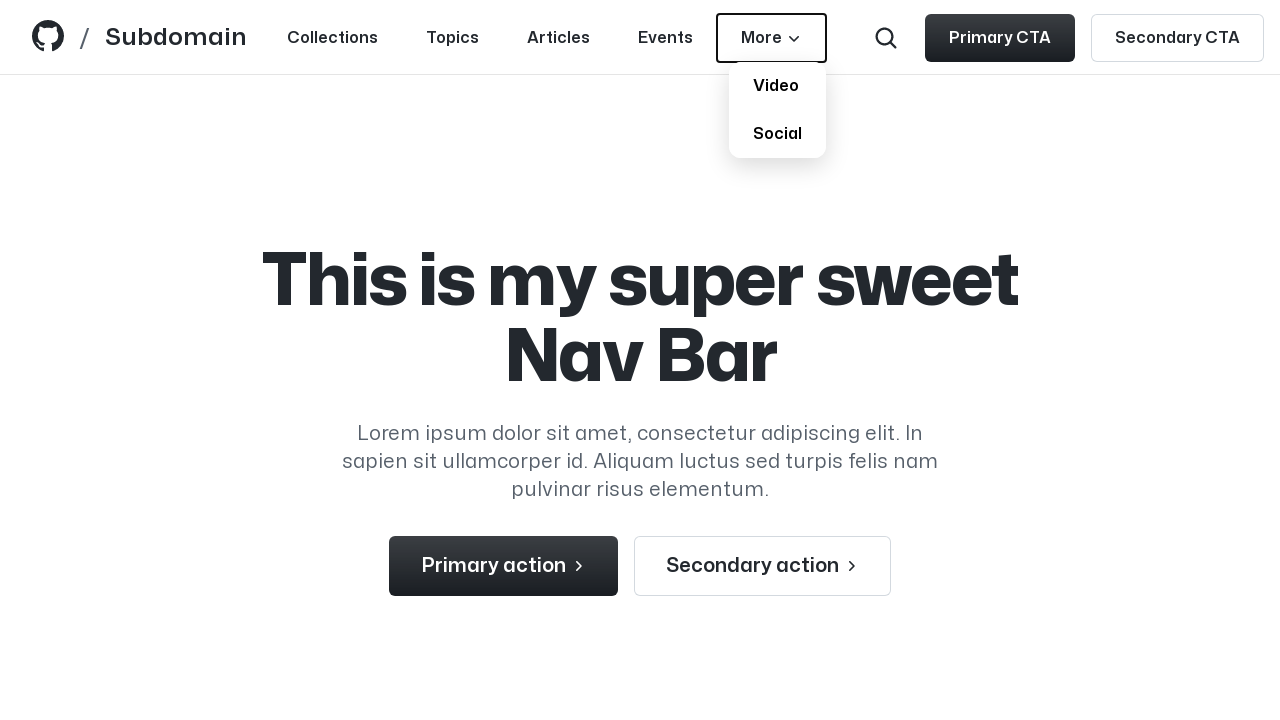 / Subdomain Collections Topics Articles Events More Primary CTA Secondary CTA
Video
Social
This is my super sweet
Nav Bar
Lorem ipsum dolor sit amet, consectetur adipiscing elit. In
sapien sit ullamcorper id. Aliquam luctus sed turpis felis nam
pulvinar risus elementum.
Primary action Secondary action